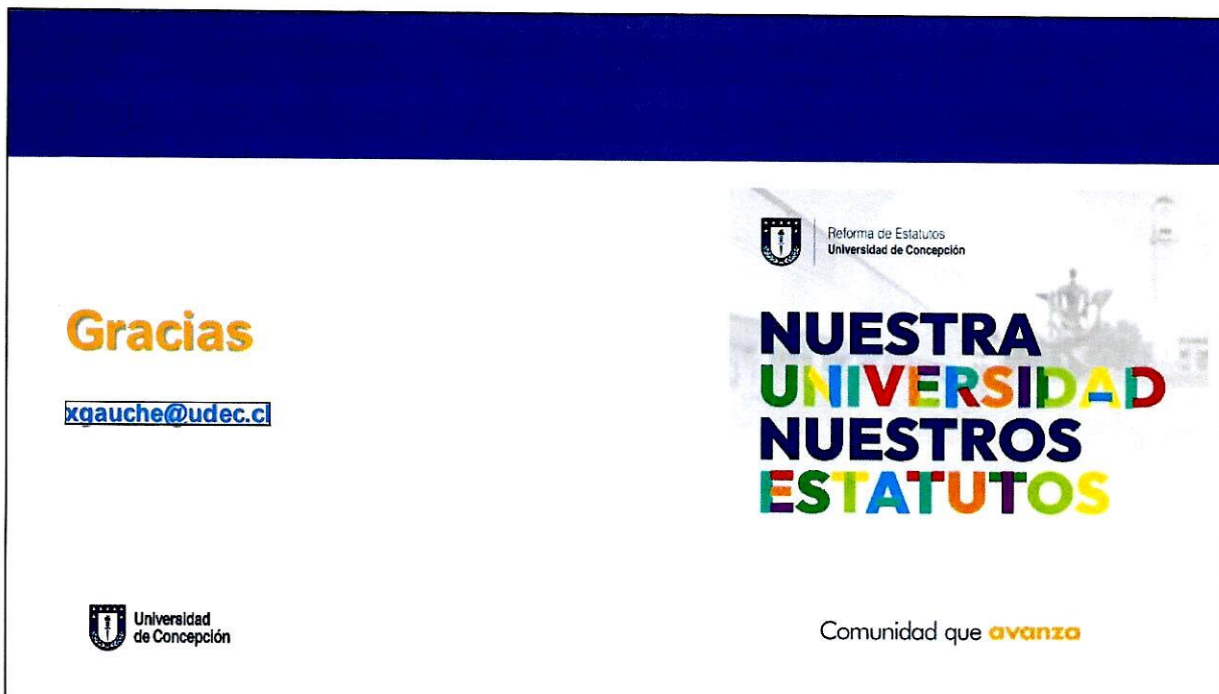 Gracias
xgauche@udec.cl
Reforma de Estatutos
Universidad de Concepción
NUESTRA
UNIVERSIDAD
NUESTROS
ESTATUTOS
Universidad
de Concepción
Comunidad que avanza